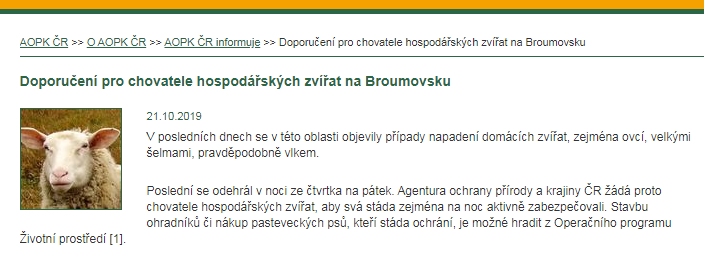 AOPK ČR >> O AOPK ČR >> AOPK ČR informuje >> Doporučení pro chovatele hospodářských zvířat na Broumovsku
Doporučení pro chovatele hospodářských zvířat na Broumovsku
21.10.2019
V posledních dnech se v této oblasti objevily případy napadení domácích zvířat, zejména ovcí, velkými
šelmami, pravděpodobně vlkem.
Poslední se odehrál v noci ze čtvrtka na pátek. Agentura ochrany přírody a krajiny ČR žádá proto
chovatele hospodářských zvířat, aby svá stáda zejména na noc aktivně zabezpečovali. Stavbu
ohradníků či nákup pasteveckých psů, kteří stáda ochrání, je možné hradit z Operačního programu
Životní prostředí [1].